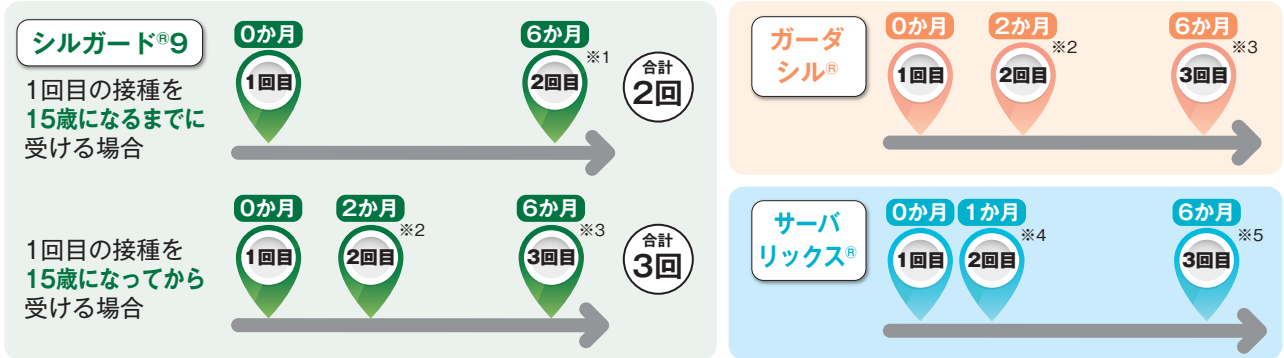 シルガード®9
1回目の接種を
15歳になるまでに
受ける場合
0か月
1回目
6か月
※1
2回目
合計
2回
1回目の接種を
15歳になってから
受ける場合
0か月
1回目
2か月
※2
2回目
6か月
※3
3回目
合計
3回
ガーダ
シル®
0か月
1回目
2か月
※2
2回目
6か月
※3
3回目
サーバ
リックス®
0か月
1回目
1か月
※4
2回目
6か月
※5
3回目